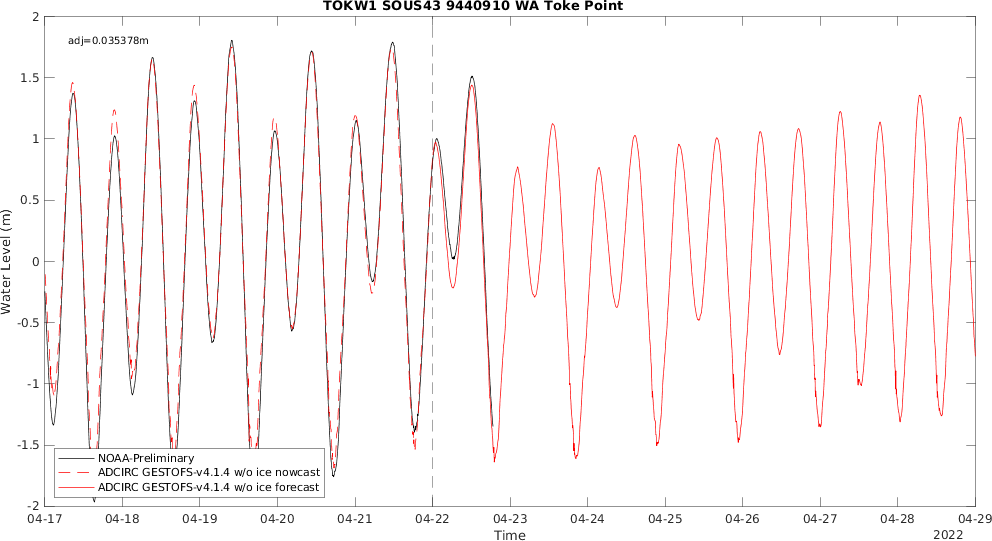 TOKW1 SOUS43 9440910 WA Toke Point
adj=0.035378m
2
1.5
1
0.5
0
-0.5
-1
-1.5
-2
Water Level (m)
NOAA-Preliminary
ADCIRC GESTOFS-v4.1.4 w/o ice nowcast
ADCIRC GESTOFS-v4.1.4 w/o ice forecast
04-17 04-18 04-19 04-20 04-21 04-22 04-23 04-24 04-25 04-26 04-27 04-28 04-29
Time
2022